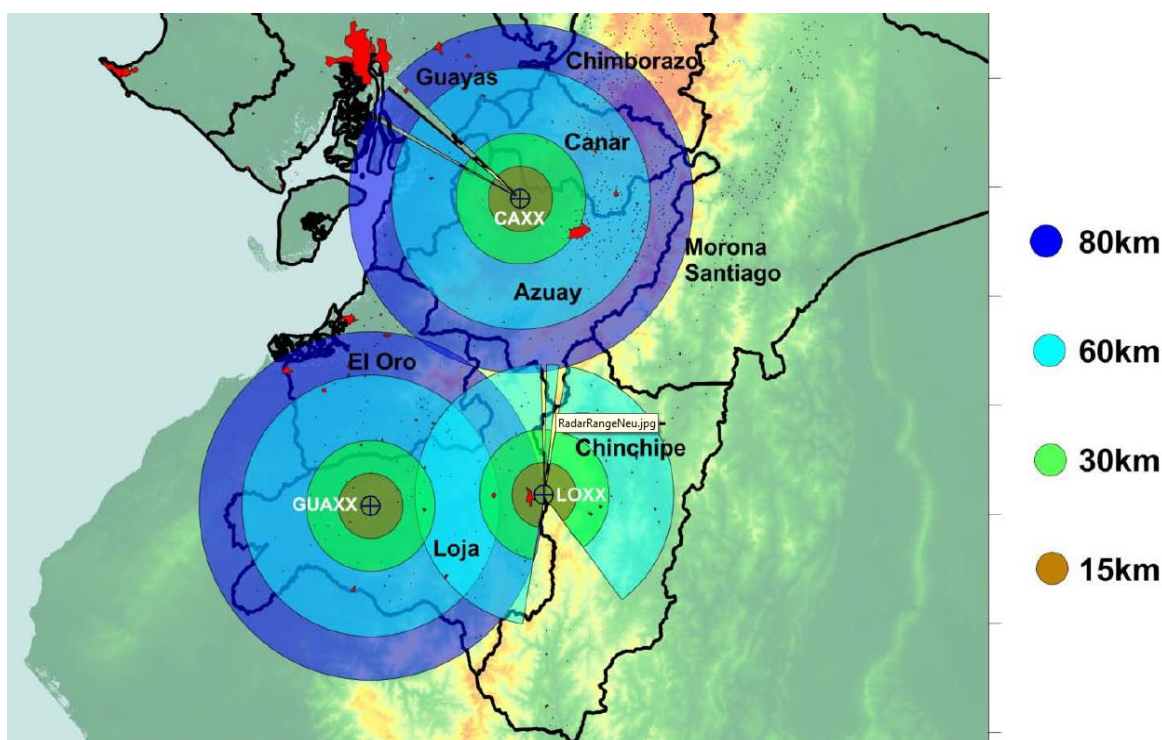 Guayas
Chimborazo
Canar
CAXX
Morona
Santiago
Azuay
El Oro
RadarRangeNeu.jpg
Chinchipe
GUAXX
LOXX
Loja
80km
60km
30km
15km